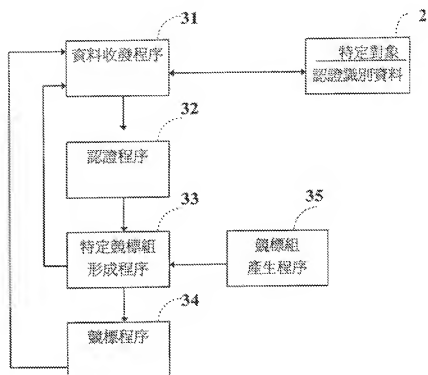 31
資料收發程序
2
特定對象
認證識別資料
32
認證程序
33
特定競標組
形成程序
35
競標組
產生程序
34
競標程序